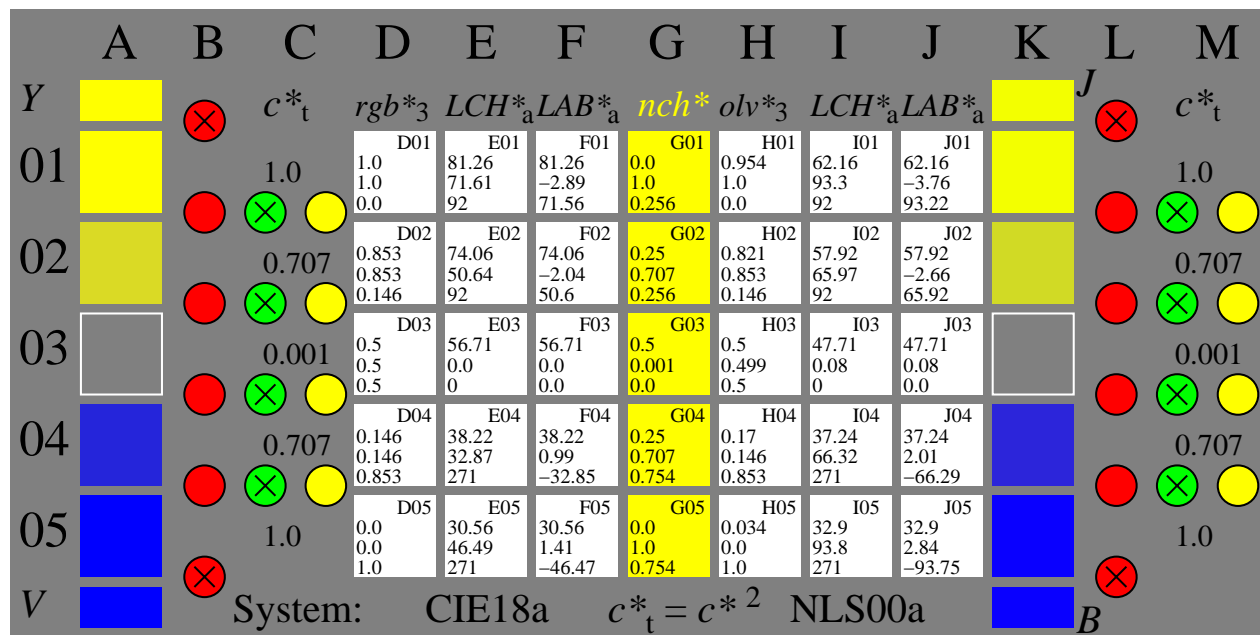 A B C D E F G H I J K L M
Y c*t rgb*3 LCH*a LAB*a nch* olv*3 LCH*a LAB*a J c*t
01 1.0 D01 E01 F01 G01 H01 I01 J01 1.0
1.0 81.26 81.26 0.0 0.954 62.16 62.16
1.0 71.61 −2.89 1.0 1.0 93.3 −3.76
0.0 92 71.56 0.256 0.0 92 93.22
02 0.707 D02 E02 F02 G02 H02 I02 J02 0.707
0.853 74.06 74.06 0.25 0.821 57.92 57.92
0.853 50.64 −2.04 0.707 0.853 65.97 −2.66
0.146 92 50.6 0.256 0.146 92 65.92
03 0.001 D03 E03 F03 G03 H03 I03 J03 0.001
0.5 56.71 56.71 0.5 0.5 47.71 47.71
0.5 0.0 0.0 0.001 0.499 0.08 0.08
0.5 0 0.0 0.0 0.5 0 0.0
04 0.707 D04 E04 F04 G04 H04 I04 J04 0.707
0.146 38.22 38.22 0.25 0.17 37.24 37.24
0.146 32.87 0.99 0.707 0.146 66.32 2.01
0.853 271 −32.85 0.754 0.853 271 −66.29
05 1.0 D05 E05 F05 G05 H05 I05 J05 1.0
0.0 30.56 30.56 0.0 0.034 32.9 32.9
0.0 46.49 1.41 1.0 0.0 93.8 2.84
1.0 271 −46.47 0.754 1.0 271 −93.75
V System: CIE18a c*t = c* 2 NLS00a B